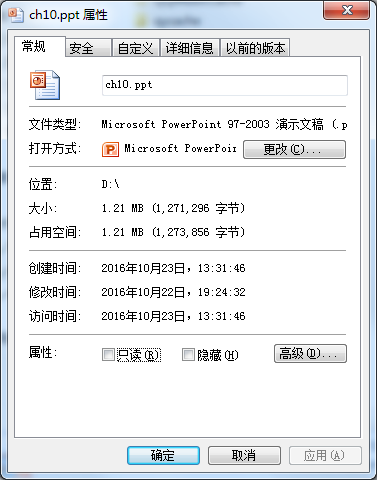 ch10.ppt 属性
常规 安全 自定义 详细信息 以前的版本
ch10.ppt
文件类型: Microsoft PowerPoint 97-2003 演示文稿 (.p
打开方式: Microsoft PowerPoin 更改(C)...
位置: D:\
大小: 1.21 MB (1,271,296 字节)
占用空间: 1.21 MB (1,273,856 字节)
创建时间: 2016年10月23日，13:31:46
修改时间: 2016年10月22日，19:24:32
访问时间: 2016年10月23日，13:31:46
属性: 只读(R) 隐藏(H) 高级(D)...
确定 取消 应用(A)